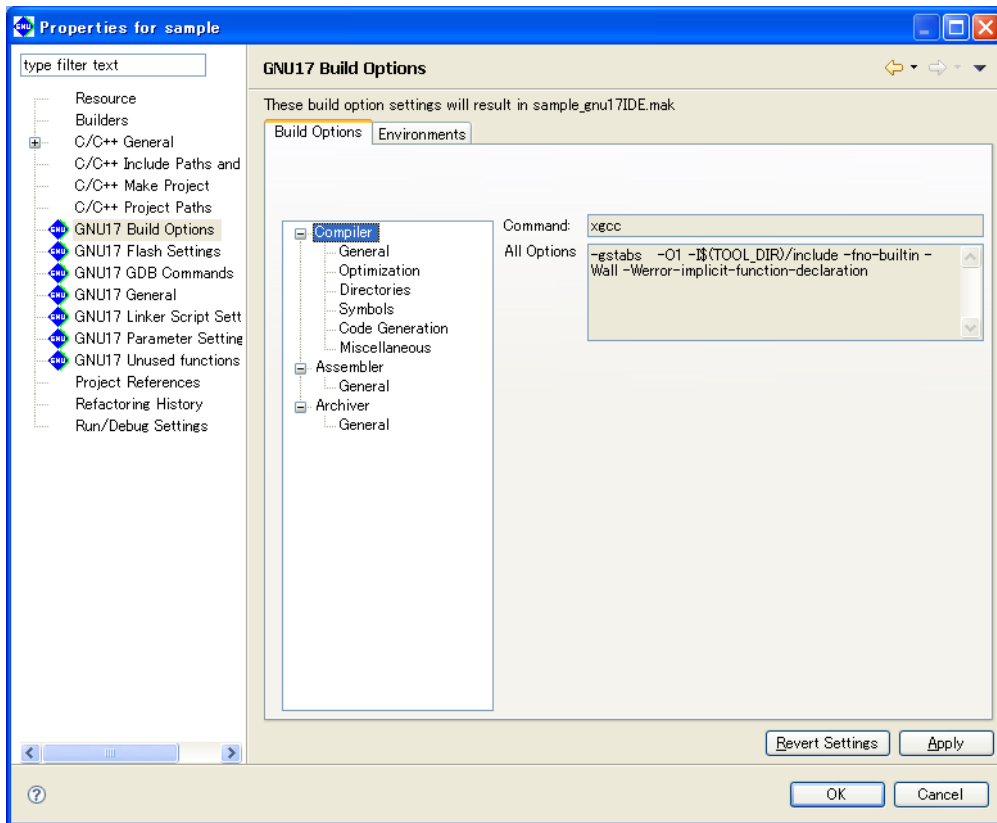 Properties for sample
type filter text
Resource
Builders
C/C++ General
C/C++ Include Paths and
C/C++ Make Project
C/C++ Project Paths
GNU17 Build Options
GNU17 Flash Settings
GNU17 GDB Commands
GNU17 General
GNU17 Linker Script Sett
GNU17 Parameter Setting
GNU17 Unused functions
Project References
Refactoring History
Run/Debug Settings
GNU17 Build Options
These build option settings will result in sample_gnu17IDE.mak
Build Options
Environments
Compiler
General
Optimization
Directories
Symbols
Code Generation
Miscellaneous
Assembler
General
Archiver
General
Command:
xgcc
All Options
-gstabs -O1 -I$(TOOL_DIR)/include -fno-builtin -
Wall -Werror-implicit-function-declaration
Revert Settings
Apply
OK
Cancel